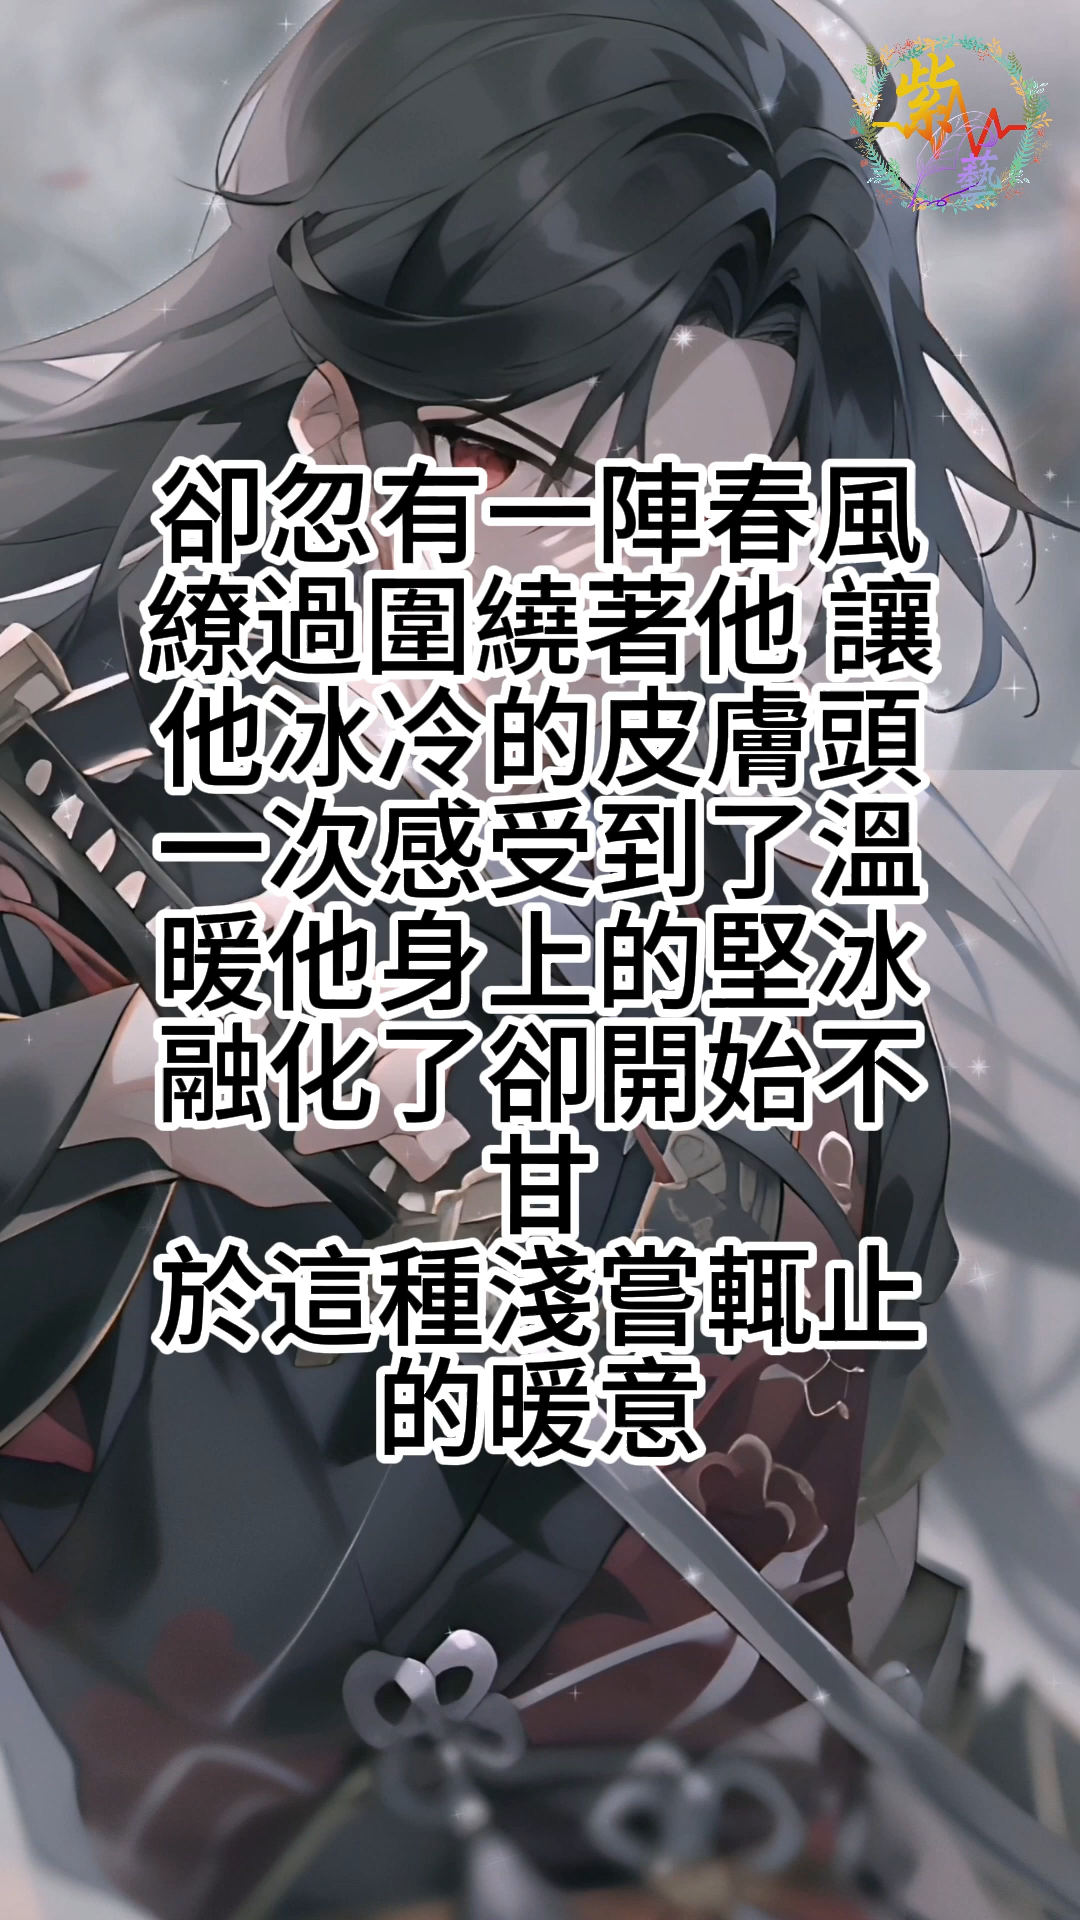 紫
藝
卻忽有一陣春風
繚過圍繞著他 讓
他冰冷的皮膚頭
一次感受到了溫
暖他身上的堅冰
融化了卻開始不
甘
於這種淺嘗輒止
的暖意